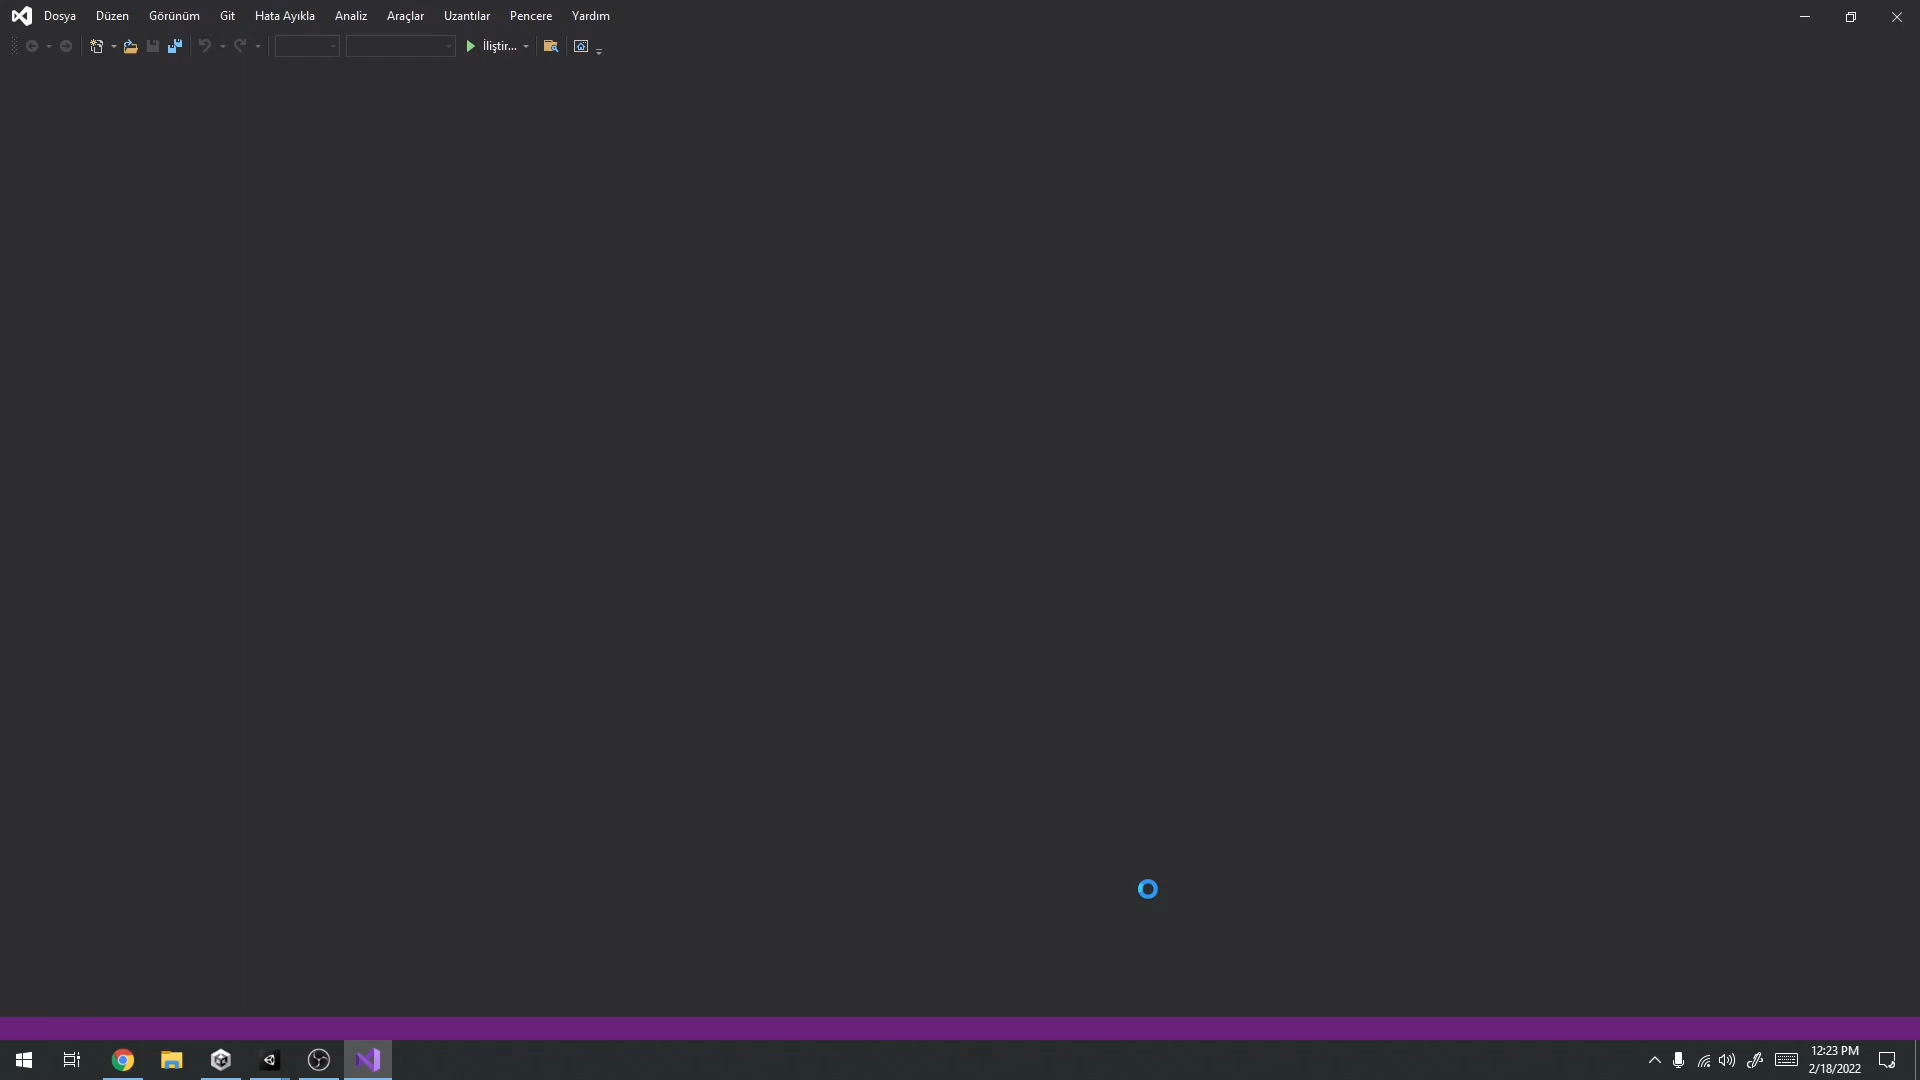 Dosya Düzen Görünüm Git Hata Ayıkla Analiz Araçlar Uzantılar Pencere Yardım
İliştir...
12:23 PM
2/18/2022